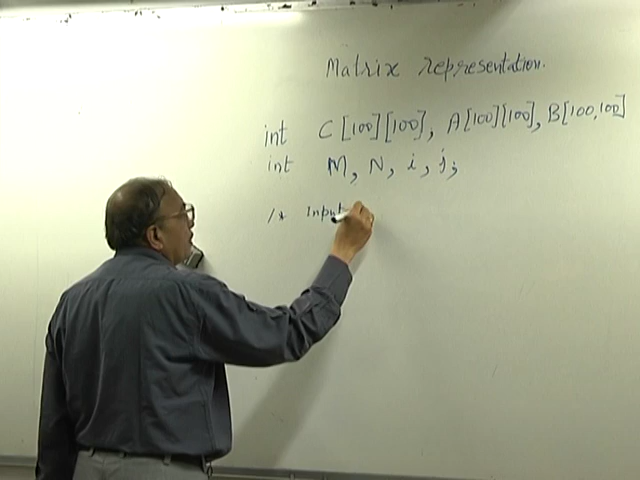 Matrix representation.
int C[100][100], A[100][100], B[100,100]
int M, N, i, j;
/* Input